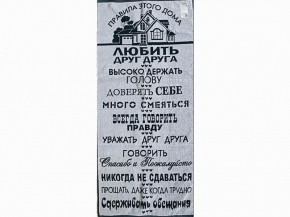 ПРАВИЛА ЭТОГО ДОМА
ЛЮБИТЬ
ДРУГ ДРУГА
ВЫСОКО ДЕРЖАТЬ
ГОЛОВУ
ДОВЕРЯТЬ СЕБЕ
МНОГО СМЕЯТЬСЯ
ВСЕГДА ГОВОРИТЬ
ПРАВДУ
УВАЖАТЬ ДРУГ ДРУГА
ГОВОРИТЬ
Спасибо и Пожалуйста
НИКОГДА НЕ СДАВАТЬСЯ
ПРОЩАТЬ, ДАЖЕ КОГДА ТРУДНО
Сдерживать обещания